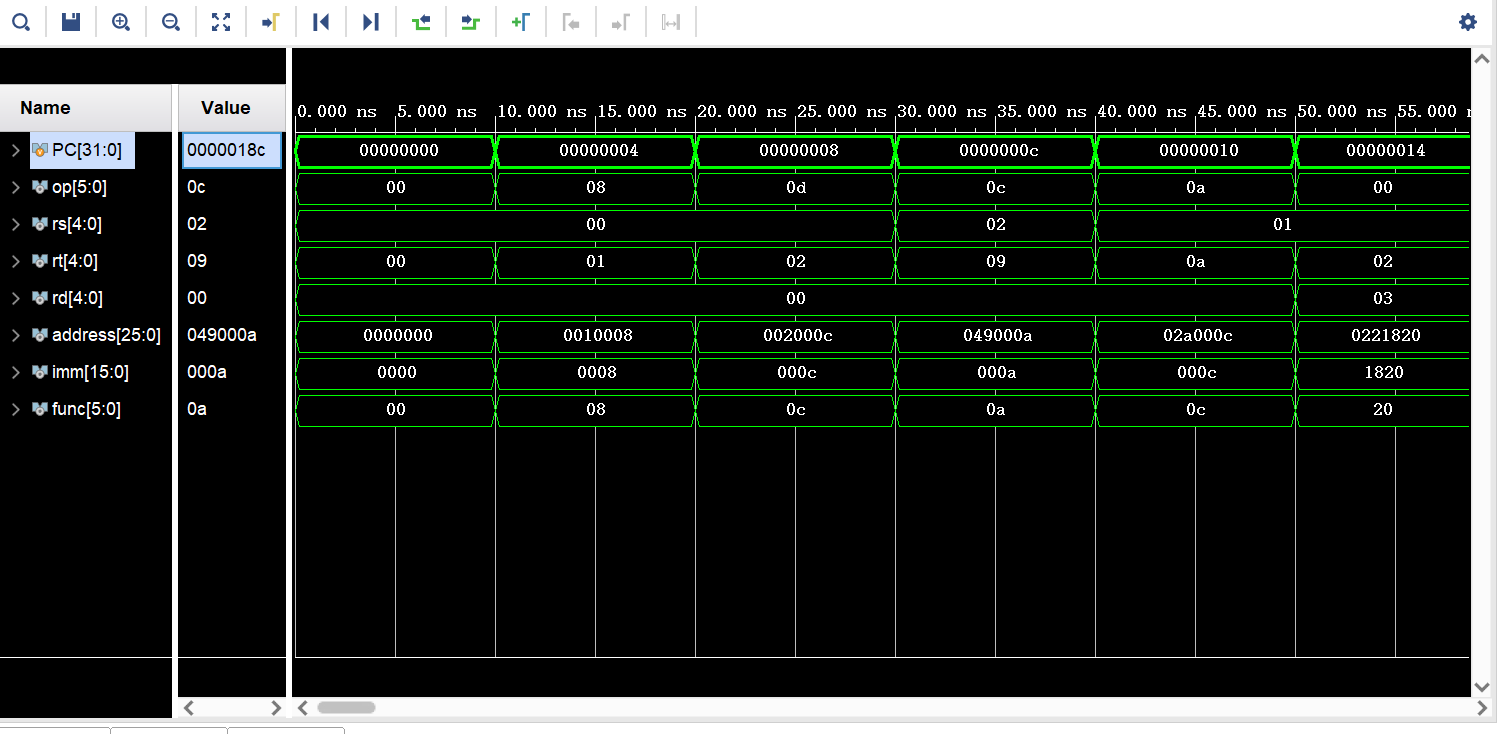 Name Value
0.000 ns 5.000 ns 10.000 ns 15.000 ns 20.000 ns 25.000 ns 30.000 ns 35.000 ns 40.000 ns 45.000 ns 50.000 ns 55.000
PC[31:0] 0000018c 00000000 00000004 00000008 0000000c 00000010 00000014
op[5:0] 0c 00 08 0d 0c 0a 00
rs[4:0] 02 00 02 01
rt[4:0] 09 00 01 02 09 0a 02
rd[4:0] 00 00 03
address[25:0] 049000a 0000000 0010008 002000c 049000a 02a000c 0221820
imm[15:0] 000a 0000 0008 000c 000a 000c 1820
func[5:0] 0a 00 08 0c 0a 0c 20